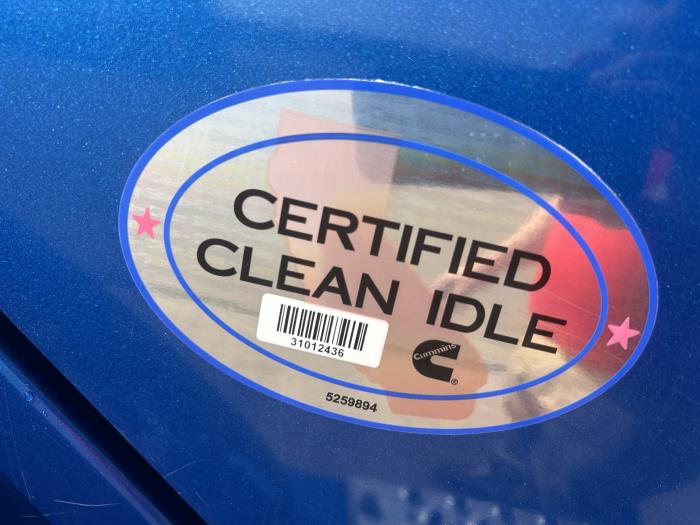 CERTIFIED
CLEAN IDLE
31012436
Cummins
®
5259894